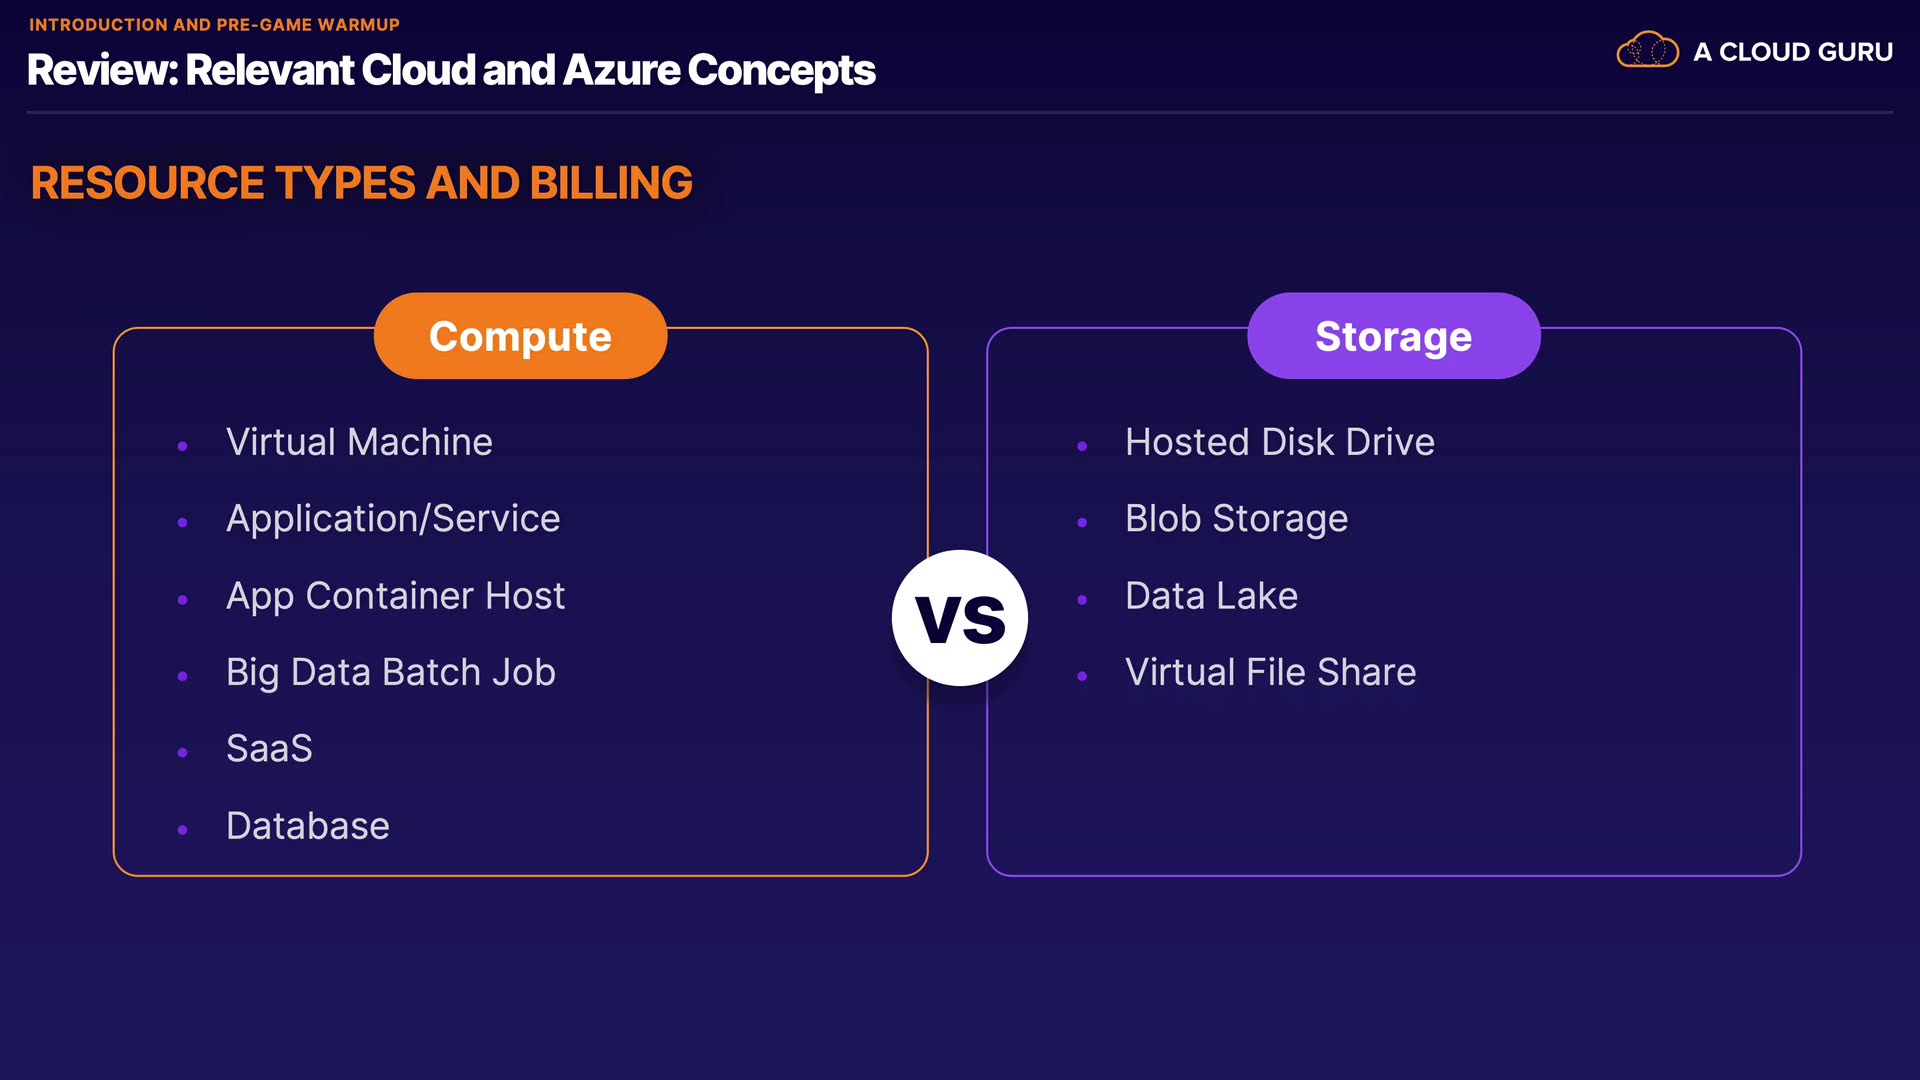 INTRODUCTION AND PRE-GAME WARMUP
Review: Relevant Cloud and Azure Concepts
A CLOUD GURU
RESOURCE TYPES AND BILLING
Compute
Virtual Machine
Application/Service
App Container Host
Big Data Batch Job
SaaS
Database
VS
Storage
Hosted Disk Drive
Blob Storage
Data Lake
Virtual File Share